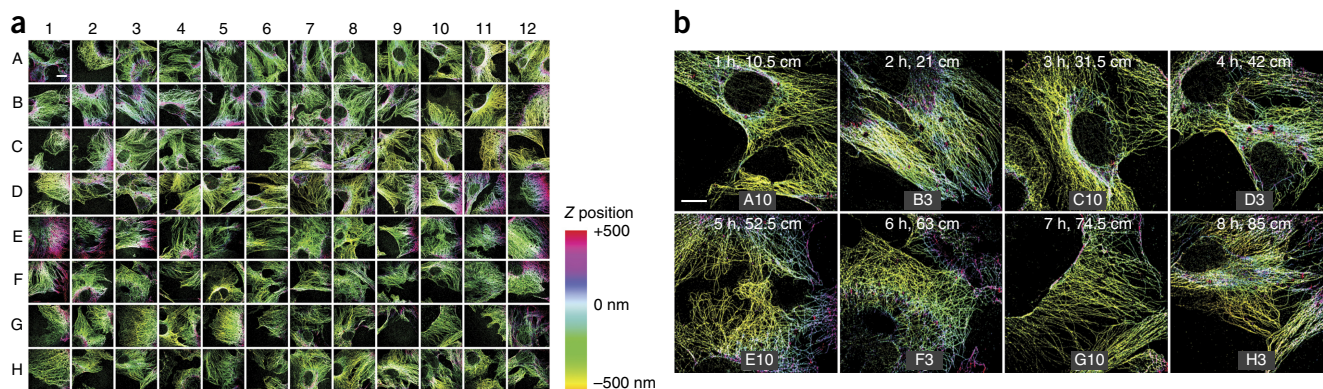 a
1 2 3 4 5 6 7 8 9 10 11 12
A
B
C
D
E
F
G
H
Z position
+500
0 nm
–500 nm
b
1 h, 10.5 cm
A10
2 h, 21 cm
B3
3 h, 31.5 cm
C10
4 h, 42 cm
D3
5 h, 52.5 cm
E10
6 h, 63 cm
F3
7 h, 74.5 cm
G10
8 h, 85 cm
H3